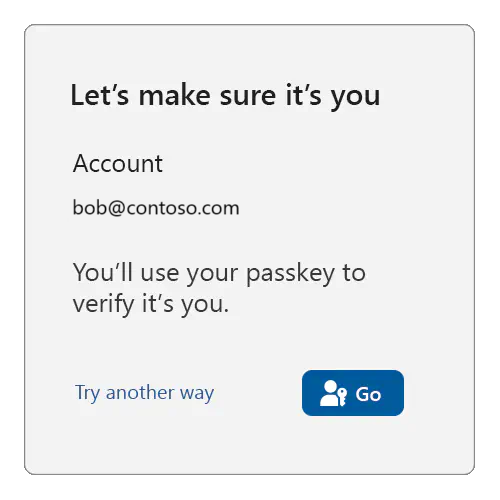 Let’s make sure it’s you
Account
bob@contoso.com
You’ll use your passkey to
verify it’s you.
Try another way
Go